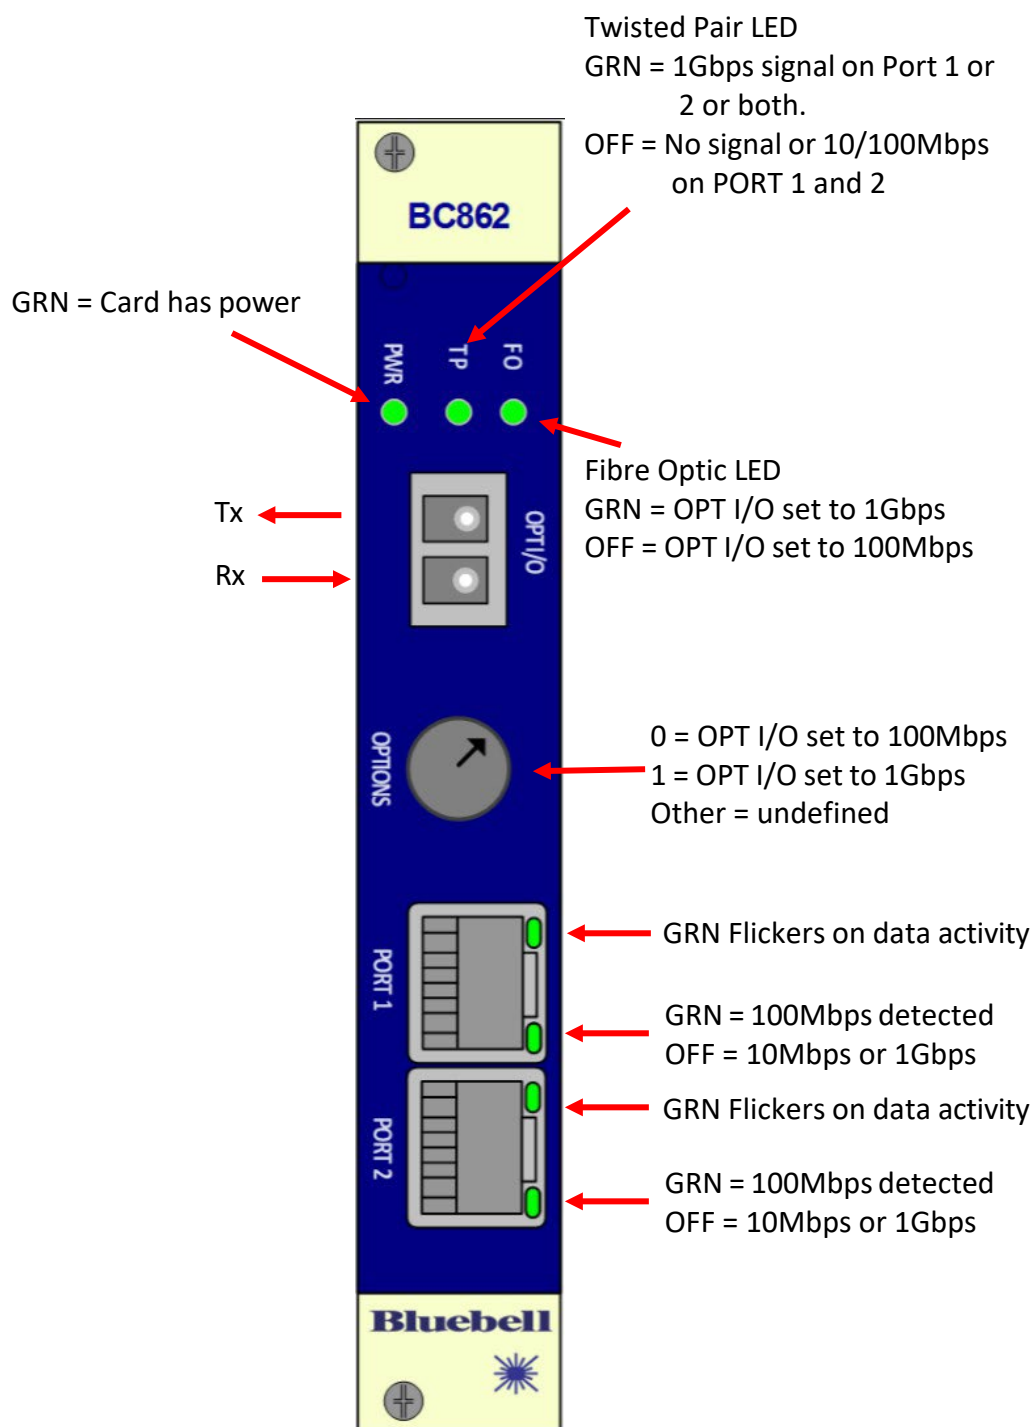 Twisted Pair LED
GRN = 1Gbps signal on Port 1 or
2 or both.
OFF = No signal or 10/100Mbps
on PORT 1 and 2
BC862
GRN = Card has power
PWR
TP
FO
Fibre Optic LED
GRN = OPT I/O set to 1Gbps
OFF = OPT I/O set to 100Mbps
Tx
Rx
OPT I/O
OPTIONS
0 = OPT I/O set to 100Mbps
1 = OPT I/O set to 1Gbps
Other = undefined
PORT 1
GRN Flickers on data activity
GRN = 100Mbps detected
OFF = 10Mbps or 1Gbps
PORT 2
GRN Flickers on data activity
GRN = 100Mbps detected
OFF = 10Mbps or 1Gbps
Bluebell